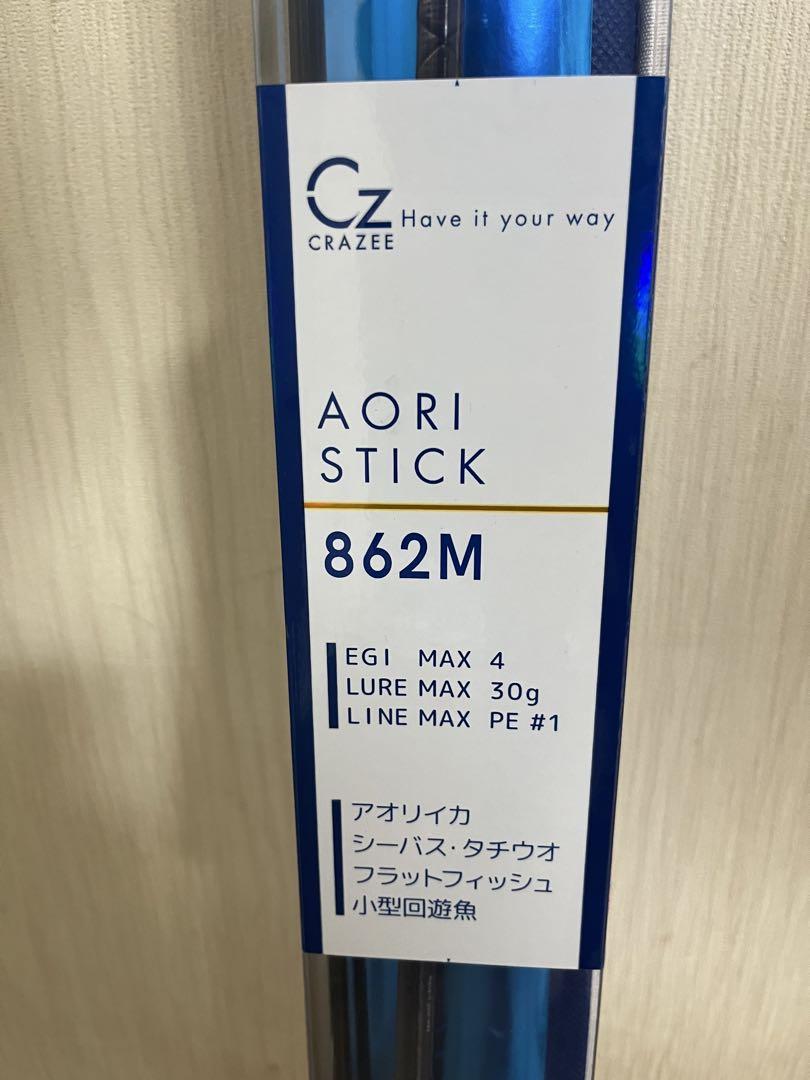 Cz
CRAZEE
Have it your way
AORI
STICK
862M
EGI MAX 4
LURE MAX 30g
LINE MAX PE #1
アオリイカ
シーバス・タチウオ
フラットフィッシュ
小型回遊魚